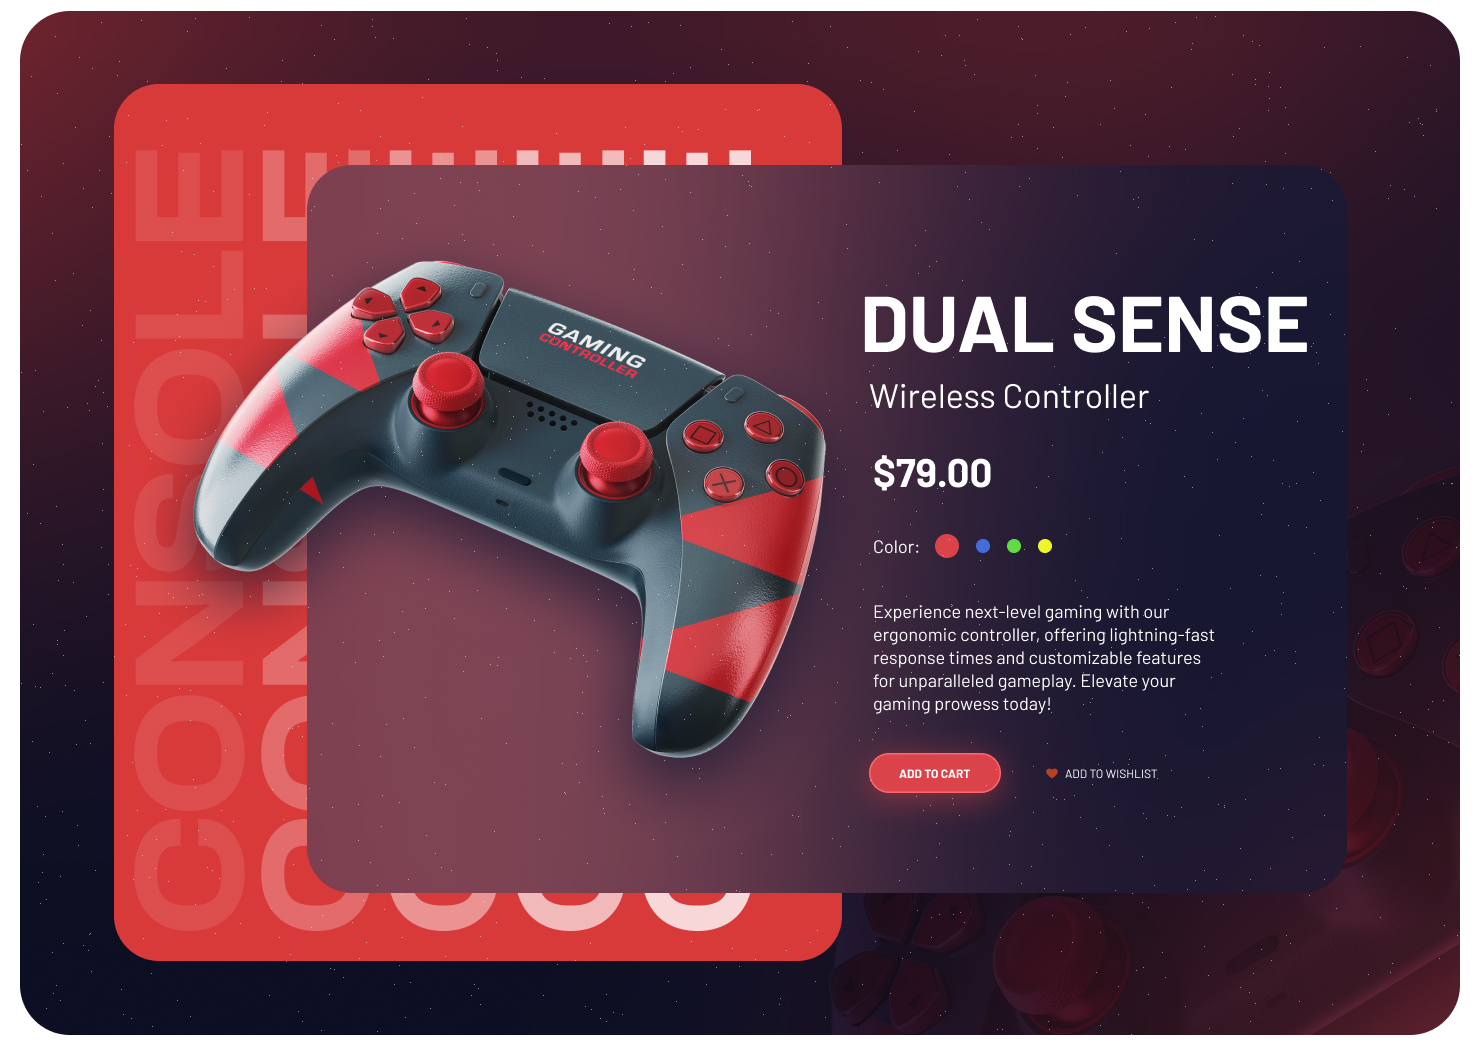 CONSOLE
GAMING
CONTROLLER
DUAL SENSE
Wireless Controller
$79.00
Color:
Experience next-level gaming with our
ergonomic controller, offering lightning-fast
response times and customizable features
for unparalleled gameplay. Elevate your
gaming prowess today!
ADD TO CART
ADD TO WISHLIST